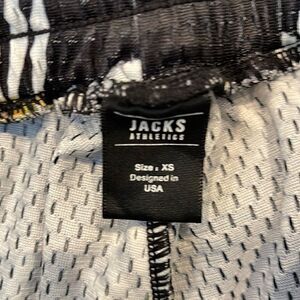 JACKS
ATHLETICS
Size: XS
Designed in
USA